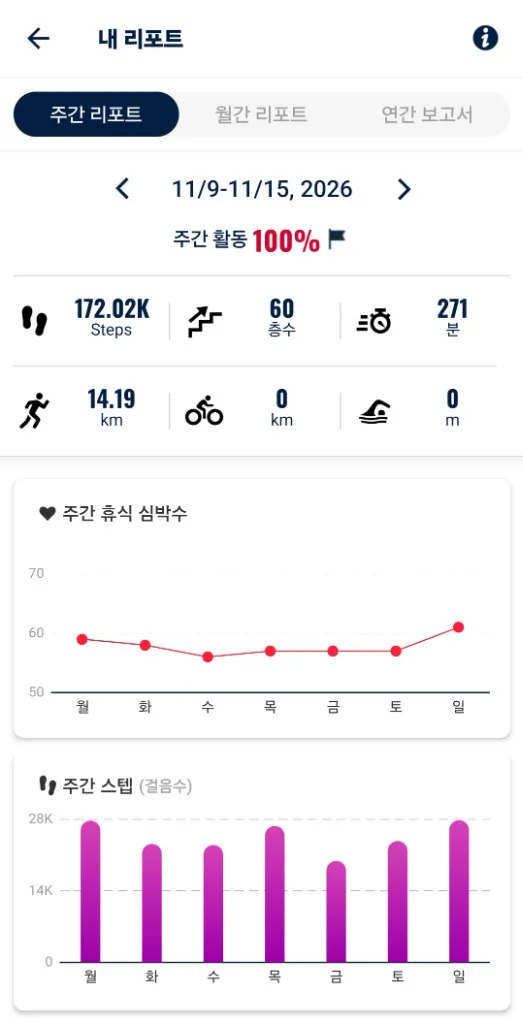 내 리포트
주간 리포트 월간 리포트 연간 보고서
11/9-11/15, 2026
주간 활동 100%
172.02K 60 271
Steps 층수 분
14.19 0 0
km km m
주간 휴식 심박수
70
60
50
월 화 수 목 금 토 일
주간 스텝 (걸음수)
28K
14K
0
월 화 수 목 금 토 일